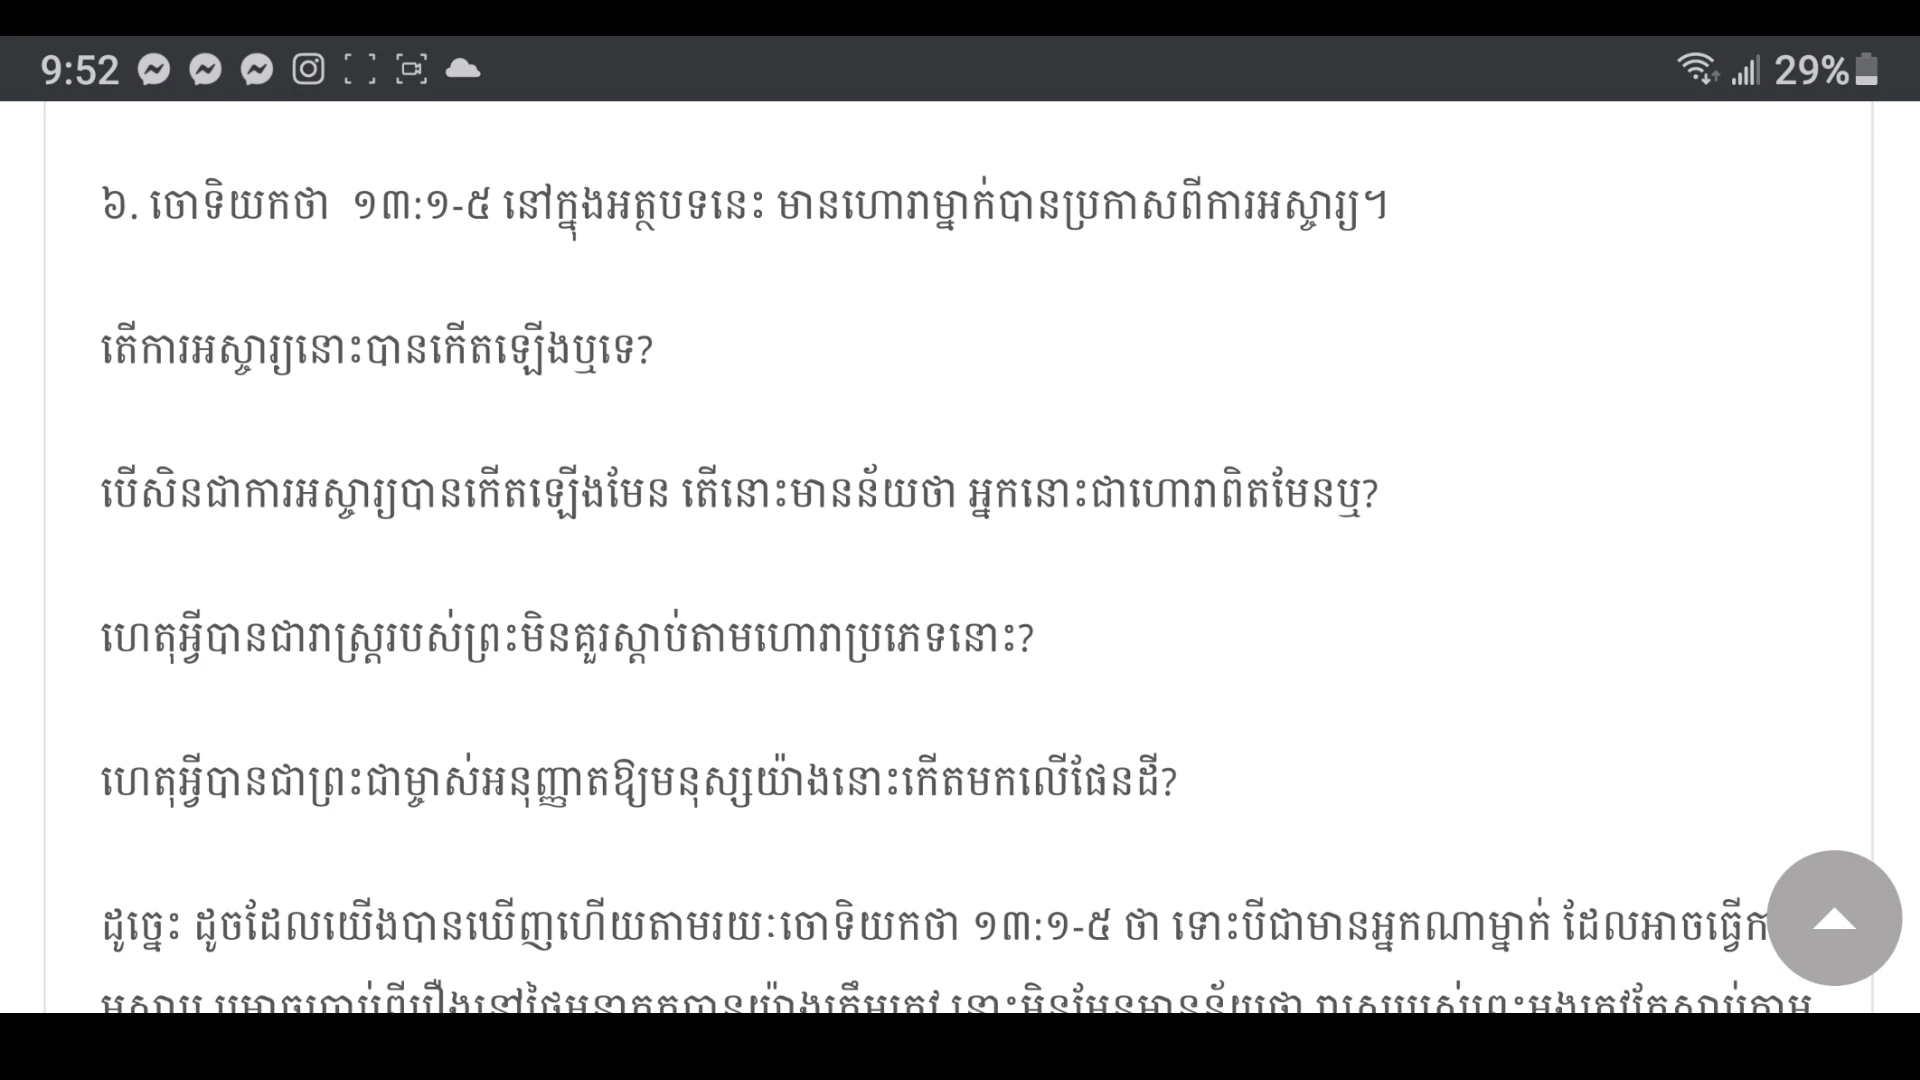 9:52
29%
៦. ចោទិយកថា ១៣:១-៥ នៅក្នុងអត្ថបទនេះ មានហោរាម្នាក់បានប្រកាសពីការអស្ចារ្យ។
តើការអស្ចារ្យនោះបានកើតឡើងឬទេ?
បើសិនជាការអស្ចារ្យបានកើតឡើងមែន តើនោះមានន័យថា អ្នកនោះជាហោរាពិតមែនឬ?
ហេតុអ្វីបានជារាស្ត្ររបស់ព្រះមិនគួរស្តាប់តាមហោរាប្រភេទនោះ?
ហេតុអ្វីបានជាព្រះជាម្ចាស់អនុញ្ញាតឱ្យមនុស្សយ៉ាងនោះកើតមកលើផែនដី?
ដូច្នេះ ដូចដែលយើងបានឃើញហើយតាមរយៈចោទិយកថា ១៣:១-៥ ថា ទោះបីជាមានអ្នកណាម្នាក់ ដែលអាចធ្វើ